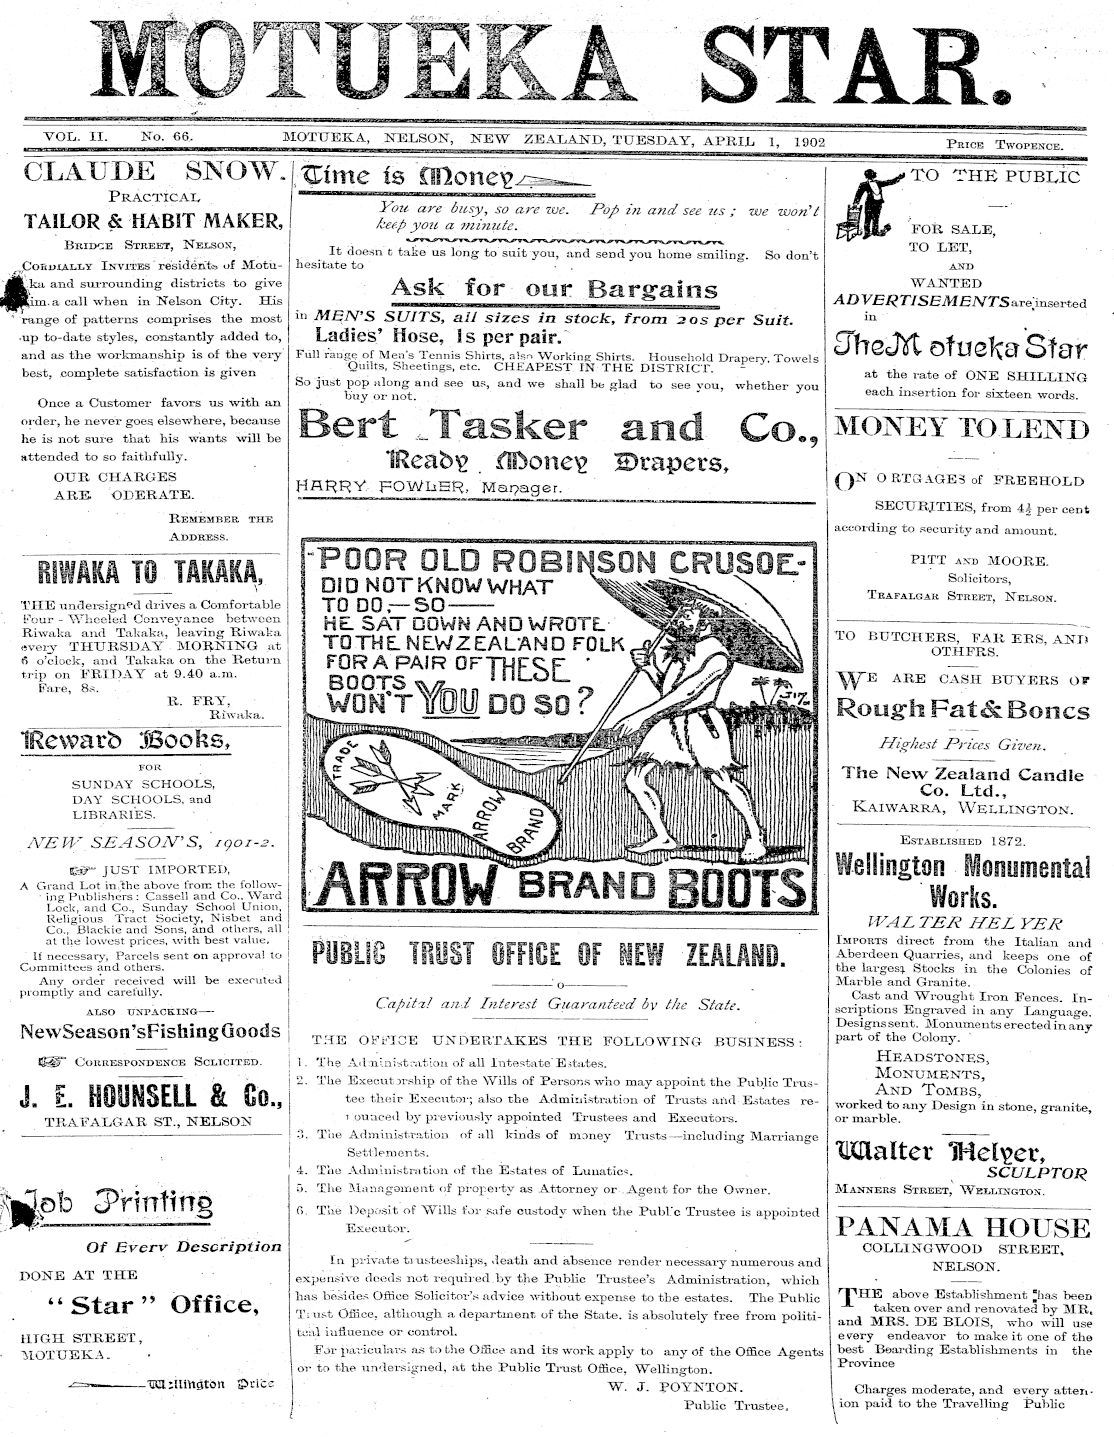 MOTUEKA STAR.
VOL. II. No. 66. MOTUEKA, NELSON, NEW ZEALAND, TUESDAY, APRIL 1, 1902 PRICE TWOPENCE.
CLAUDE SNOW.
PRACTICAL
TAILOR & HABIT MAKER,
BRIDGE STREET, NELSON,
CORDIALLY INVITES residents of Motu-
ka and surrounding districts to give
im a call when in Nelson City. His
range of patterns comprises the most
up to-date styles, constantly added to,
and as the workmanship is of the very
best, complete satisfaction is given
Once a Customer favors us with an
order, he never goes elsewhere, because
he is not sure that his wants will be
attended to so faithfully.
OUR CHARGES
ARE ODERATE.
REMEMBER THE
ADDRESS.
RIWAKA TO TAKAKA,
THE undersigned drives a Comfortable
Four-Wheeled Conveyance between
Riwaka and Takaka, leaving Riwaka
every THURSDAY MORNING at
6 o'clock, and Takaka on the Return
trip on FRIDAY at 9.40 a.m.
Fare, 8s.
R. FRY,
Riwaka.
Reward Books,
FOR
SUNDAY SCHOOLS,
DAY SCHOOLS, and
LIBRARIES.
NEW SEASON'S, 1901-2.
JUST IMPORTED,
A Grand Lot in the above from the follow-
ing Publishers: Cassell and Co., Ward
Lock, and Co., Sunday School Union,
Religious Tract Society, Nisbet and
Co., Blackie and Sons, and others, all
at the lowest prices, with best value.
If necessary, Parcels sent on approval to
Committees and others.
Any order received will be executed
promptly and carefully.
ALSO UNPACKING—
New Season's Fishing Goods
CORRESPONDENCE SOLICITED.
J. E. HOUNSELL & Co.,
TRAFALGAR ST., NELSON
Job Printing
Of Every Description
DONE AT THE
"Star" Office,
HIGH STREET,
MOTUEKA.
Wellington Price
Time is Money
You are busy, so are we. Pop in and see us; we won't
keep you a minute.
It doesn t take us long to suit you, and send you home smiling. So don't
hesitate to
Ask for our Bargains
in MEN'S SUITS, all sizes in stock, from 20s per Suit.
Ladies' Hose, 1s per pair.
Full range of Men's Tennis Shirts, also Working Shirts. Household Drapery, Towels
Quilts, Sheetings, etc. CHEAPEST IN THE DISTRICT.
So just pop along and see us, and we shall be glad to see you, whether you
buy or not.
Bert Tasker and Co.,
Ready Money Drapers,
HARRY FOWLER, Manager.
-POOR OLD ROBINSON CRUSOE-
DID NOT KNOW WHAT
TO DO,—SO—
HE SAT DOWN AND WROTE
TO THE NEW ZEALAND FOLK
FOR A PAIR OF THESE
BOOTS
WON'T YOU DO SO?
TRADE
MARK
ARROW
BRAND
ARROW BRAND BOOTS
PUBLIC TRUST OFFICE OF NEW ZEALAND.
o
Capital and Interest Guaranteed by the State.
THE OFFICE UNDERTAKES THE FOLLOWING BUSINESS:
1. The Administration of all Intestate Estates.
2. The Executorship of the Wills of Persons who may appoint the Public Trus-
tee their Executor; also the Administration of Trusts and Estates re-
ounced by previously appointed Trustees and Executors.
3. The Administration of all kinds of money Trusts—including Marriange
Settlements.
4. The Administration of the Estates of Lunatics.
5. The Management of property as Attorney or Agent for the Owner.
6. The Deposit of Wills for safe custody when the Public Trustee is appointed
Executor.
In private trusteeships, death and absence render necessary numerous and
expensive deeds not required by the Public Trustee's Administration, which
has besides Office Solicitor's advice without expense to the estates. The Public
Trust Office, although a department of the State. is absolutely free from politi-
tcal influence or control.
For paticulars as to the Office and its work apply to any of the Office Agents
or to the undersigned, at the Public Trust Office, Wellington.
W. J. POYNTON.
Public Trustee.
TO THE PUBLIC
FOR SALE,
TO LET,
AND
WANTED
ADVERTISEMENTS are inserted
in
The Motueka Star
at the rate of ONE SHILLING
each insertion for sixteen words.
MONEY TO LEND
ON ORTGAGES of FREEHOLD
SECURITIES, from 4½ per cent
according to security and amount.
PITT AND MOORE.
Solicitors,
TRAFALGAR STREET, NELSON.
TO BUTCHERS, FAR ERS, AND
OTHERS.
WE ARE CASH BUYERS OF
Rough Fat & Bones
Highest Prices Given.
The New Zealand Candle
Co. Ltd.,
KAIWARRA, WELLINGTON.
ESTABLISHED 1872.
Wellington Monumental
Works.
WALTER HELYER
IMPORTS direct from the Italian and
Aberdeen Quarries, and keeps one of
the largest Stocks in the Colonies of
Marble and Granite.
Cast and Wrought Iron Fences. In-
scriptions Engraved in any Language.
Designs sent. Monuments erected in any
part of the Colony.
HEADSTONES,
MONUMENTS,
AND TOMBS,
worked to any Design in stone, granite,
or marble.
Walter Helyer,
SCULPTOR
MANNERS STREET, WELLINGTON.
PANAMA HOUSE
COLLINGWOOD STREET,
NELSON.
THE above Establishment has been
taken over and renovated by MR,
and MRS. DE BLOIS, who will use
every endeavor to make it one of the
best Bearding Establishments in the
Province
Charges moderate, and every atten-
ion paid to the Travelling Public